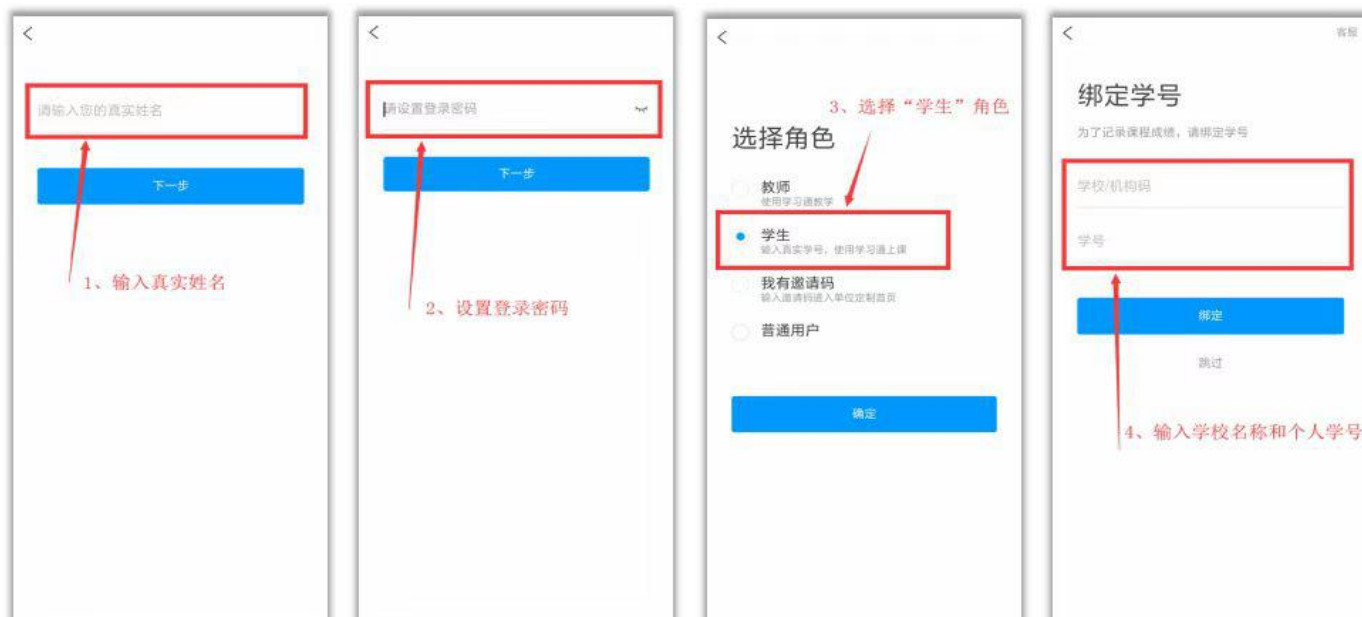 请输入您的真实姓名
下一步
1、输入真实姓名
请设置登录密码
下一步
2、设置登录密码
3、选择“学生”角色
选择角色
教师
使用学习通教学
学生
输入真实学号，使用学习通上课
我有邀请码
输入邀请码进入单位定制首页
普通用户
确定
客服
绑定学号
为了记录课程成绩，请绑定学号
学校/机构码
学号
绑定
跳过
4、输入学校名称和个人学号